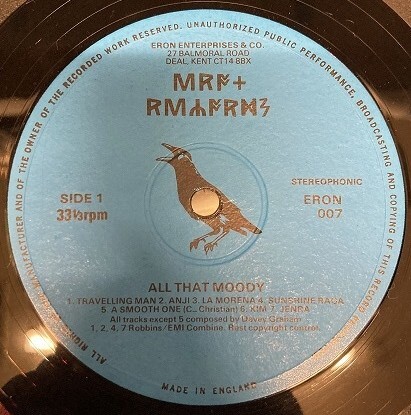 ALL RIGHTS OF THE MANUFACTURER AND OF THE OWNER OF THE RECORDED WORK RESERVED. UNAUTHORIZED PUBLIC PERFORMANCE, BROADCASTING AND COPYING OF THIS RECORD
ERON ENTERPRISES & CO.
27 BALMORAL ROAD
DEAL, KENT CT14 8BX
SIDE 1
33⅓rpm
STEREOPHONIC
ERON
007
ALL THAT MOODY
1. TRAVELLING MAN 2. ANJI 3. LA MORENA 4. SUNSHINE RAGA
5. A SMOOTH ONE (C. Christian) 6. KIM 7. JENRA
All tracks except 5 composed by Davey Graham
1, 2, 4, 7 Robbins / EMI Combine. Rest copyright control.
MADE IN ENGLAND